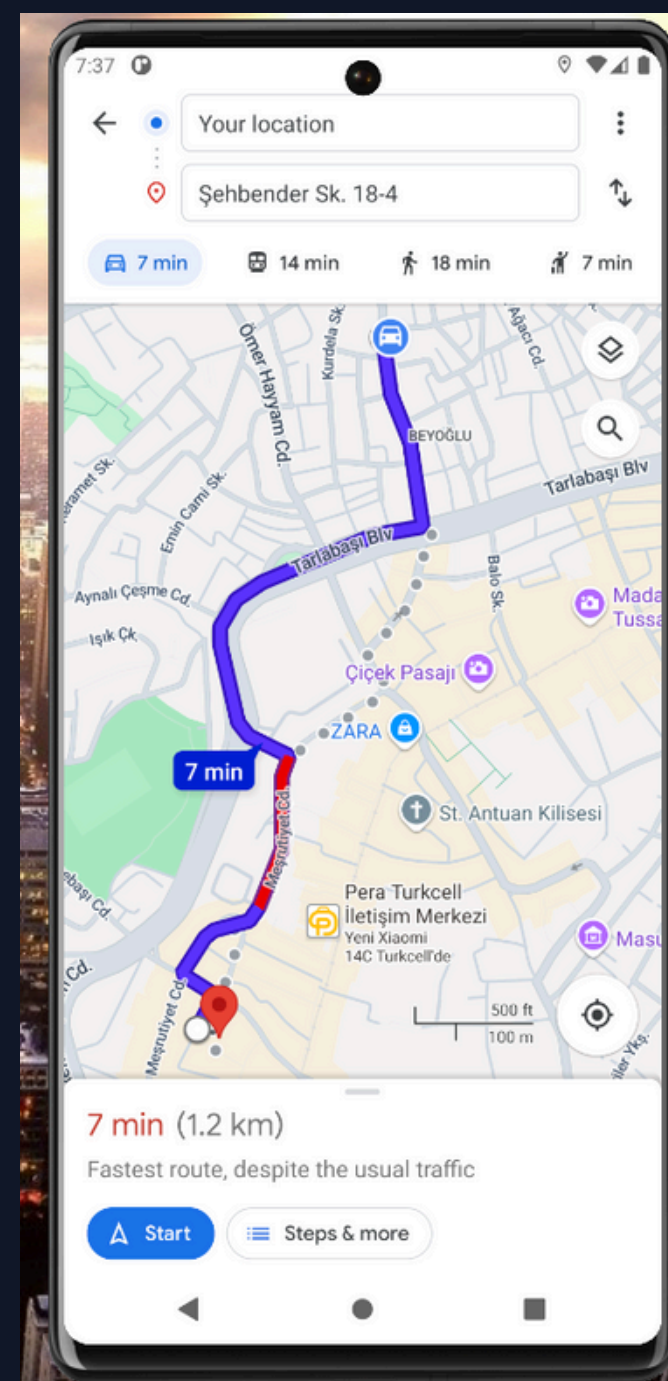 7:37
Your location
Şehbender Sk. 18-4
7 min
14 min
18 min
7 min
Kurdela Sk.
Ağacı Cd.
Ömer Hayyam Cd.
BEYOĞLU
Tarlabaşı Blv
Emin Cami Sk.
Tarlabaşı Blv
Balo Sk.
Aynalı Çeşme Cd.
Işık Çk.
Çiçek Pasajı
ZARA
7 min
Meşrutiyet Cd.
St. Antuan Kilisesi
Pera Turkcell
İletişim Merkezi
Yeni Xiaomi
14C Turkcell'de
Cd.
Meşrutiyet Cd.
500 ft
100 m
7 min (1.2 km)
Fastest route, despite the usual traffic
Start
Steps & more